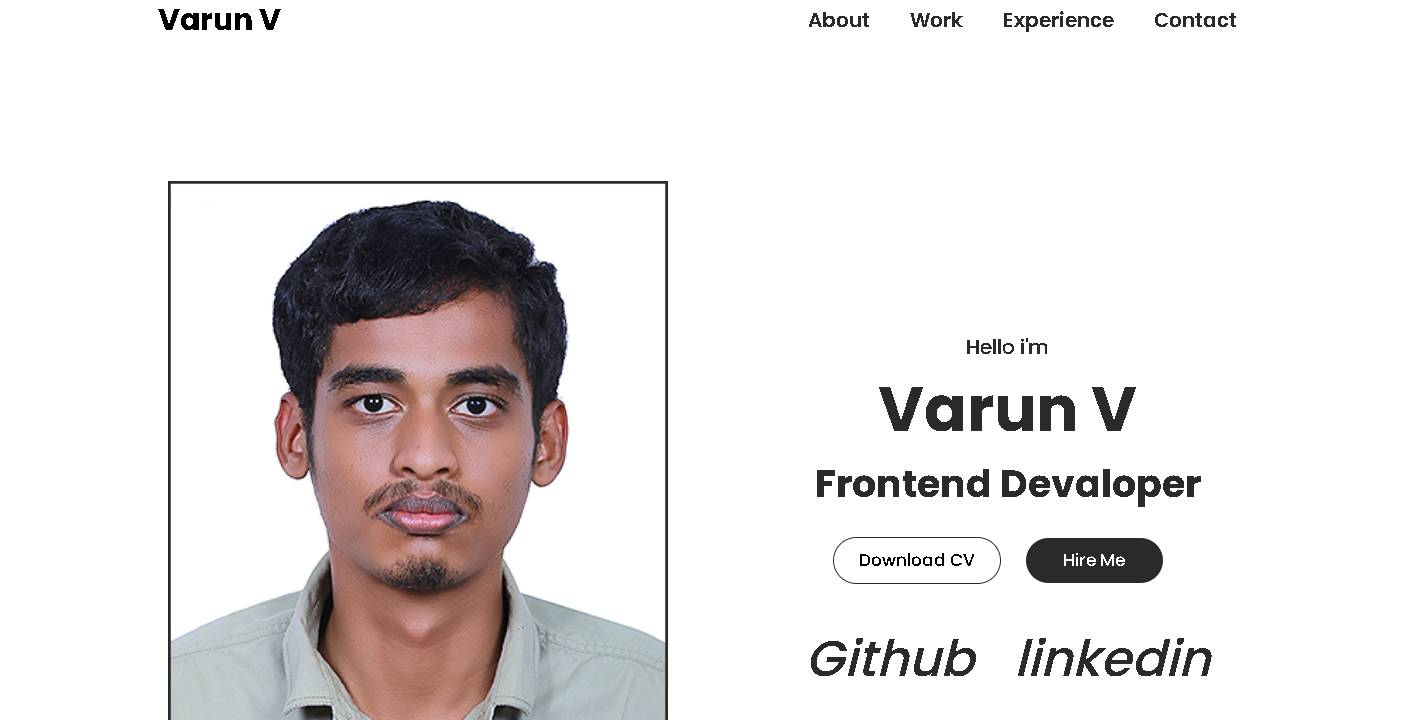 Varun V About Work Experience Contact
Hello i'm
Varun V
Frontend Devaloper
Download CV Hire Me
Github linkedin